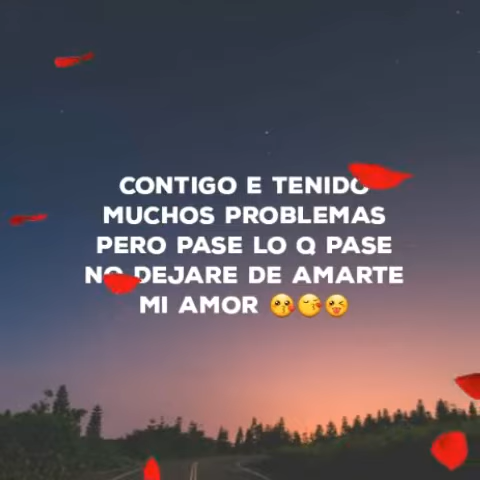 CONTIGO E TENIDO
MUCHOS PROBLEMAS
PERO PASE LO Q PASE
NO DEJARE DE AMARTE
MI AMOR 😚😙😜